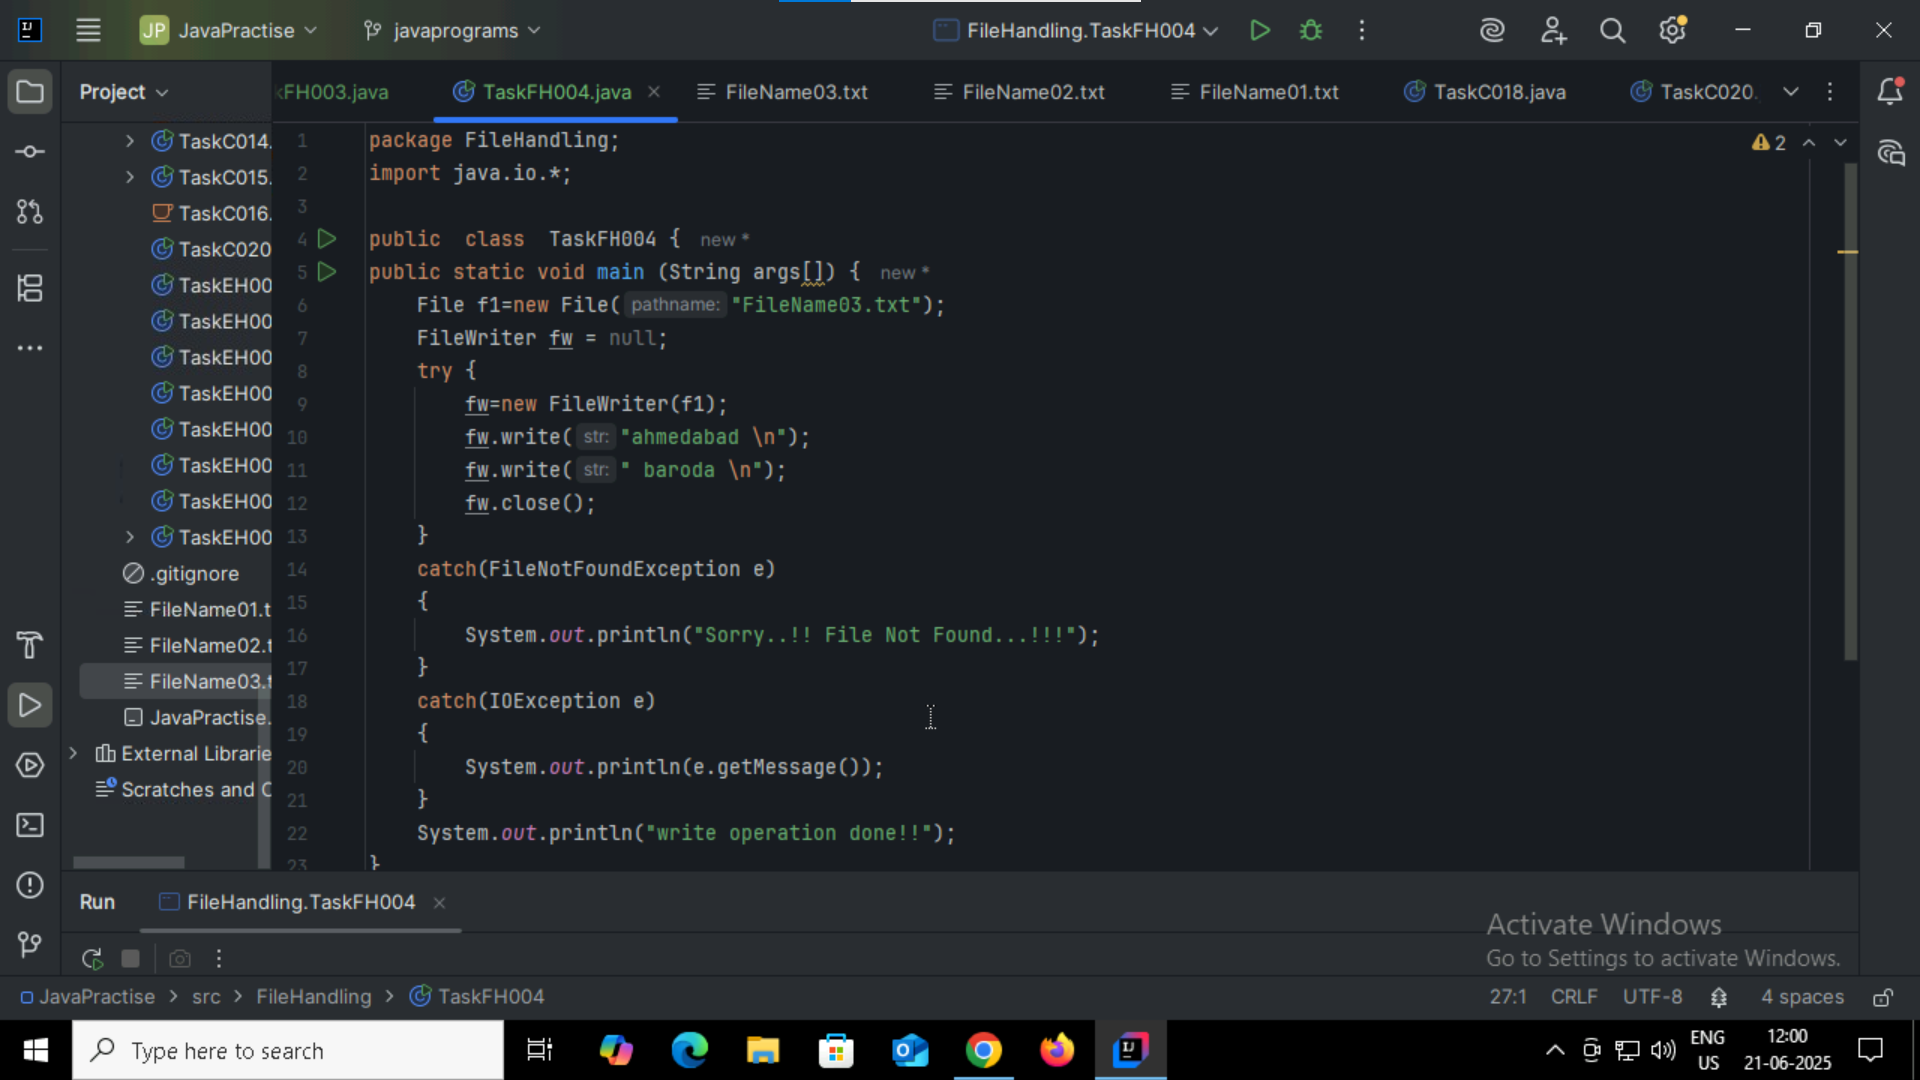 JP JavaPractise
javaprograms
FileHandling.TaskFH004
Project
kFH003.java
TaskFH004.java
FileName03.txt
FileName02.txt
FileName01.txt
TaskC018.java
TaskC020.
TaskC014.
TaskC015.
TaskC016.
TaskC020
TaskEH00
TaskEH00
TaskEH00
TaskEH00
TaskEH00
TaskEH00
TaskEH00
TaskEH00
.gitignore
FileName01.t
FileName02.t
FileName03.t
JavaPractise.
External Librarie
Scratches and C
2
1 package FileHandling;
2 import java.io.*;
3
4 public class TaskFH004 { new *
5 public static void main (String args[]) { new *
6 File f1=new File( pathname: "FileName03.txt");
7 FileWriter fw = null;
8 try {
9 fw=new FileWriter(f1);
10 fw.write( str: "ahmedabad \n");
11 fw.write( str: " baroda \n");
12 fw.close();
13 }
14 catch(FileNotFoundException e)
15 {
16 System.out.println("Sorry..!! File Not Found...!!!");
17 }
18 catch(IOException e)
19 {
20 System.out.println(e.getMessage());
21 }
22 System.out.println("write operation done!!");
23 }
Run
FileHandling.TaskFH004
Activate Windows
Go to Settings to activate Windows.
JavaPractise > src > FileHandling > TaskFH004
27:1 CRLF UTF-8 4 spaces
Type here to search
ENG
US
12:00
21-06-2025